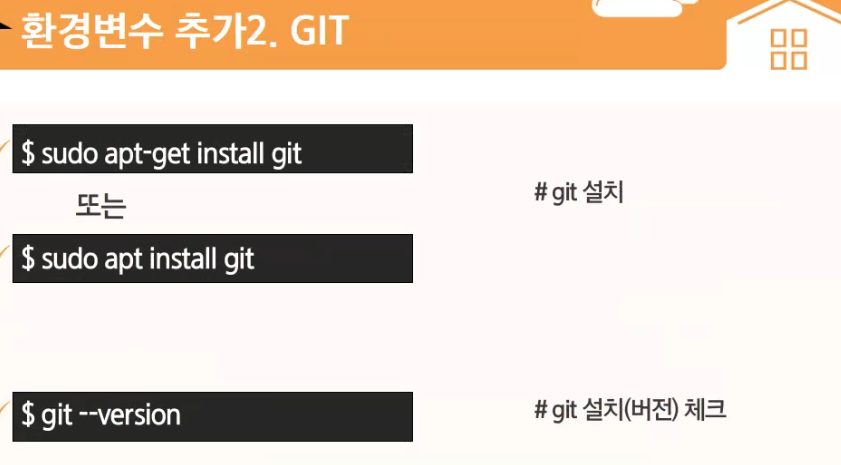 환경변수 추가2. GIT
$ sudo apt-get install git
# git 설치
또는
$ sudo apt install git
$ git --version
# git 설치(버전) 체크